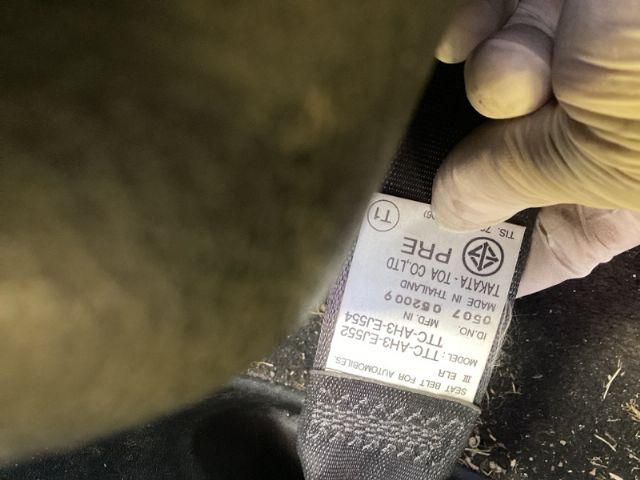 SEAT BELT FOR AUTOMOBILES.
III ELR
MODEL : TTC-AH3-EJ552
TTC-AH3-EJ554
MFD. IN
ID.NO.
0507 052009
MADE IN THAILAND
TAKATA - TOA CO.,LTD
PRE
TIS.
T1